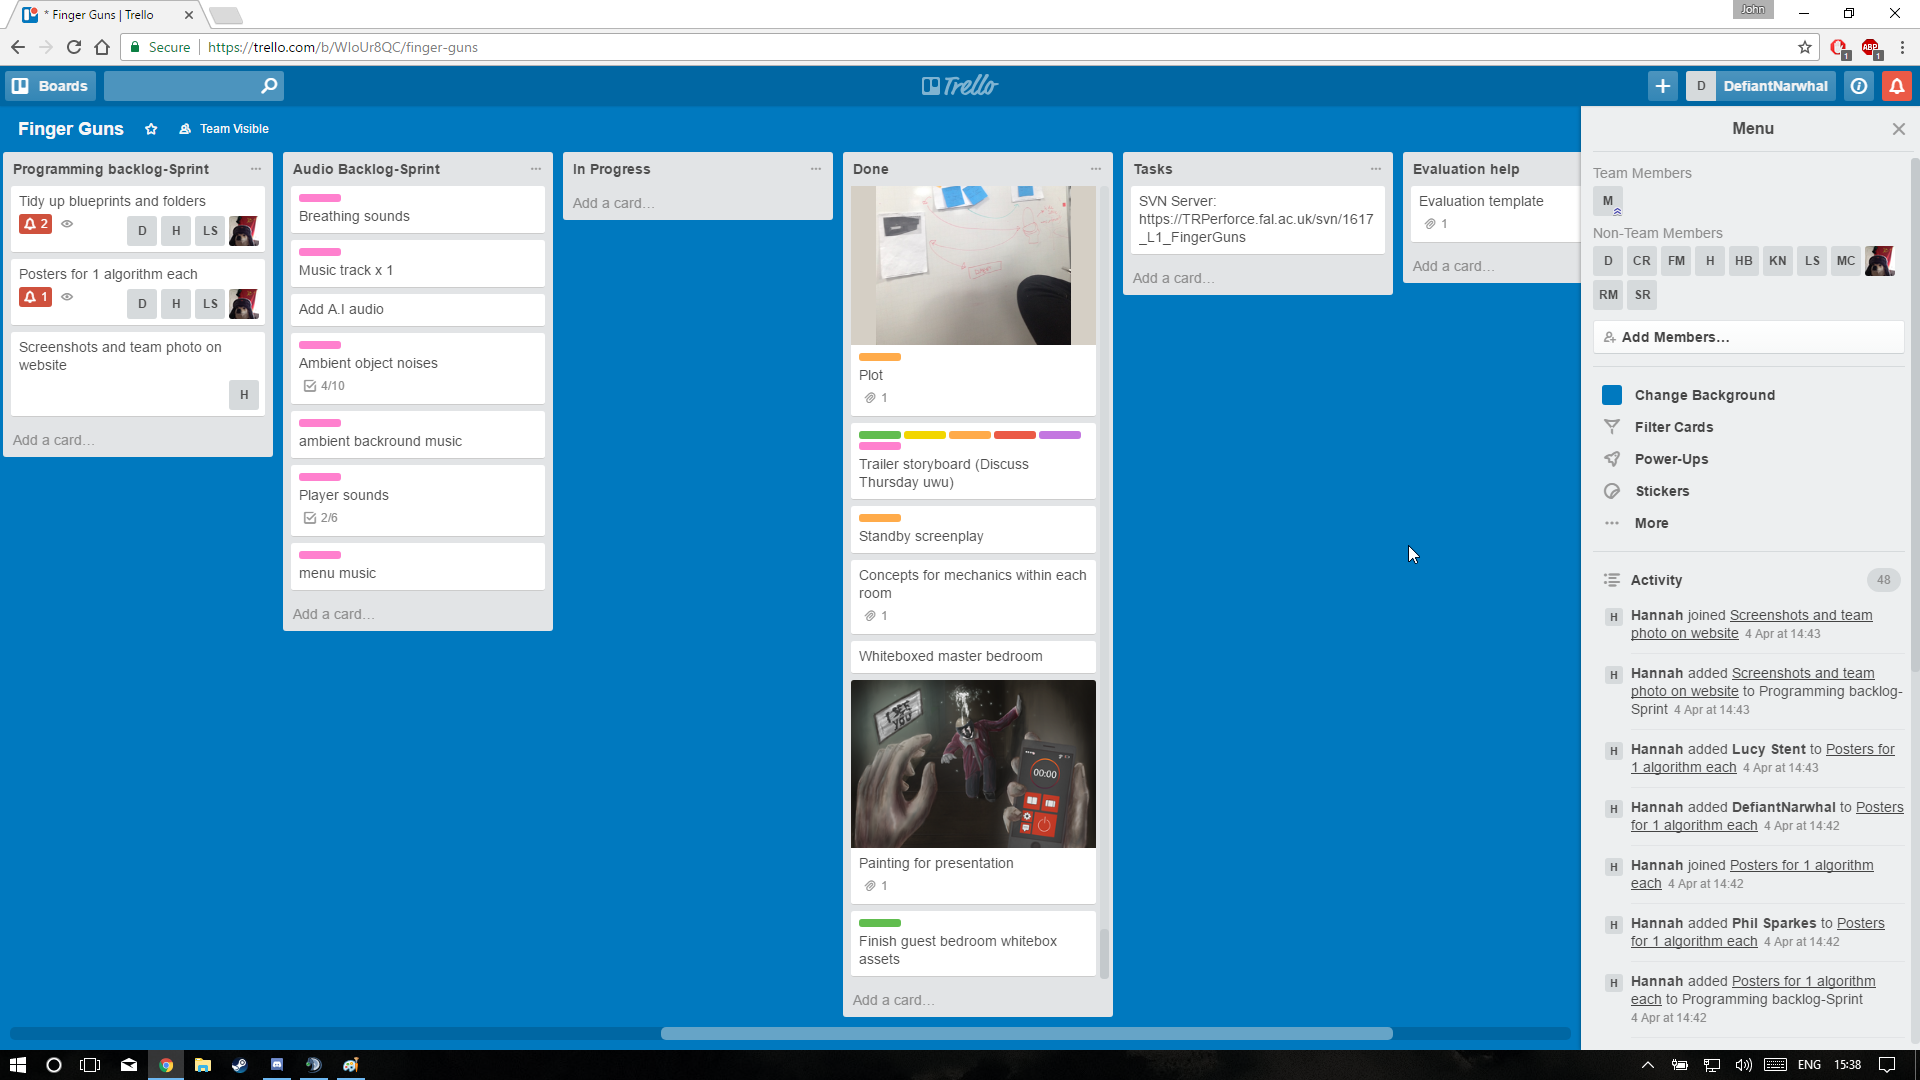 * Finger Guns | Trello
John
Secure
https://trello.com/b/WIoUr8QC/finger-guns
1
ABP
1
Boards
Trello
D
DefiantNarwhal
Finger Guns
Team Visible
Programming backlog-Sprint
Tidy up blueprints and folders
2
D H LS
Posters for 1 algorithm each
1
D H LS
Screenshots and team photo on
website
H
Add a card…
Audio Backlog-Sprint
Breathing sounds
Music track x 1
Add A.I audio
Ambient object noises
4/10
ambient backround music
Player sounds
2/6
menu music
Add a card…
In Progress
Add a card…
Done
Plot
1
Trailer storyboard (Discuss
Thursday uwu)
Standby screenplay
Concepts for mechanics within each
room
1
Whiteboxed master bedroom
I SEE
YOU
00:00
Painting for presentation
1
Finish guest bedroom whitebox
assets
Add a card…
Tasks
SVN Server:
https://TRPerforce.fal.ac.uk/svn/1617
_L1_FingerGuns
Add a card…
Evaluation help
Evaluation template
1
Add a card…
Menu
Team Members
M
Non-Team Members
D CR FM H HB KN LS MC
RM SR
Add Members…
Change Background
Filter Cards
Power-Ups
Stickers
More
Activity
48
H
Hannah joined Screenshots and team
photo on website 4 Apr at 14:43
H
Hannah added Screenshots and team
photo on website to Programming backlog-
Sprint 4 Apr at 14:43
H
Hannah added Lucy Stent to Posters for
1 algorithm each 4 Apr at 14:43
H
Hannah added DefiantNarwhal to Posters
for 1 algorithm each 4 Apr at 14:42
H
Hannah joined Posters for 1 algorithm
each 4 Apr at 14:42
H
Hannah added Phil Sparkes to Posters
for 1 algorithm each 4 Apr at 14:42
H
Hannah added Posters for 1 algorithm
each to Programming backlog-Sprint
4 Apr at 14:42
ENG
15:38